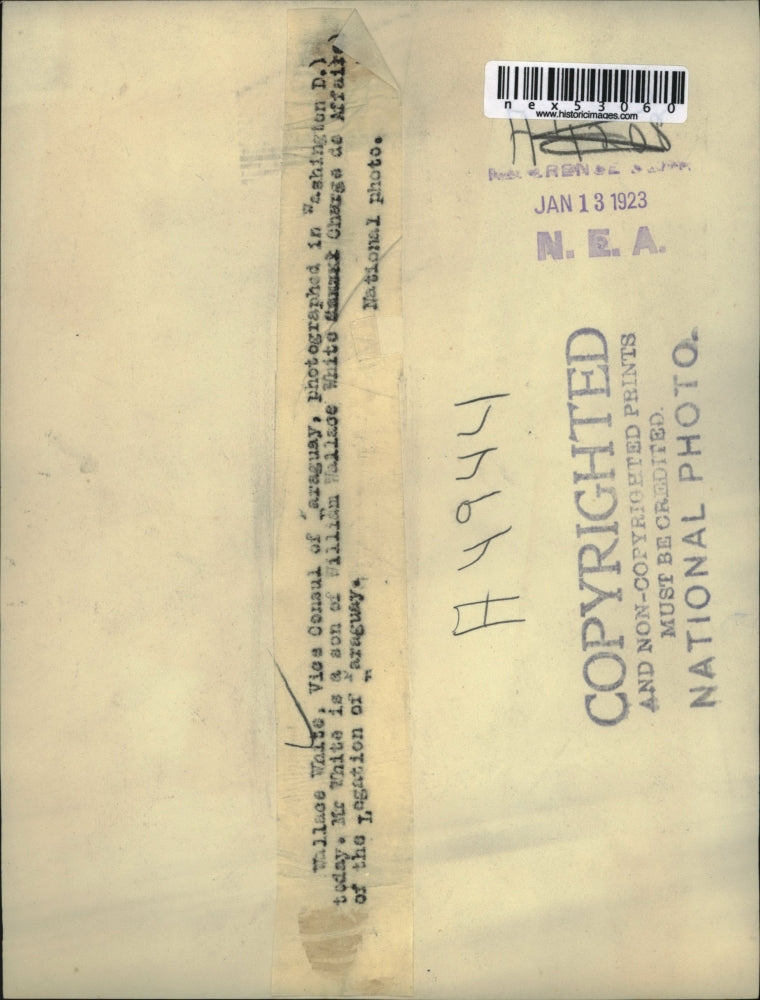 Wallace White, Vice Consul of Paraguay, photographed in Washington D.)
today. Mr White is a son of William Wallace White Charge de Affair,)
of the Legation of Paraguay.
National photo.
nex53060
www.historicimages.com
JAN 13 1923
N. E. A.
A 4944
COPYRIGHTED
AND NON-COPYRIGHTED PRINTS
MUST BE CREDITED.
NATIONAL PHOTO.